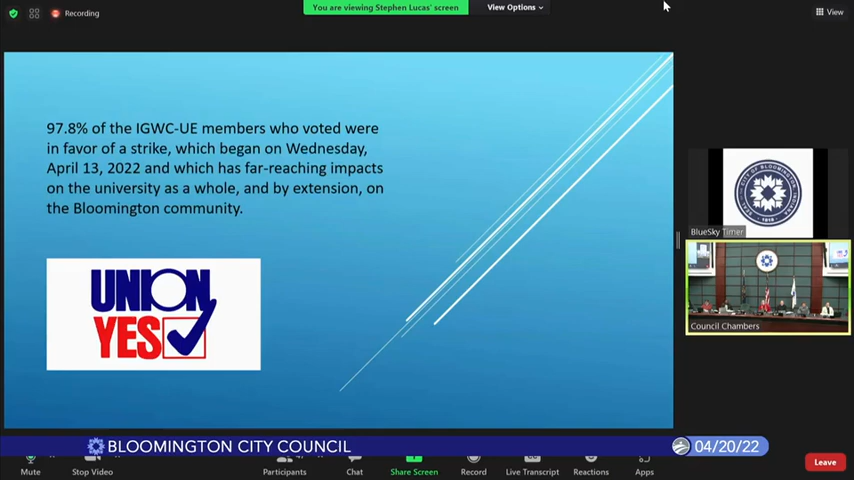 Recording
You are viewing Stephen Lucas' screen
View Options
View
97.8% of the IGWC-UE members who voted were
in favor of a strike, which began on Wednesday,
April 13, 2022 and which has far-reaching impacts
on the university as a whole, and by extension, on
the Bloomington community.
UNION
YES
CITY OF BLOOMINGTON
BlueSky Timer
Council Chambers
BLOOMINGTON CITY COUNCIL
04/20/22
Mute
Stop Video
Participants
Chat
Share Screen
Record
Live Transcript
Reactions
Apps
Leave